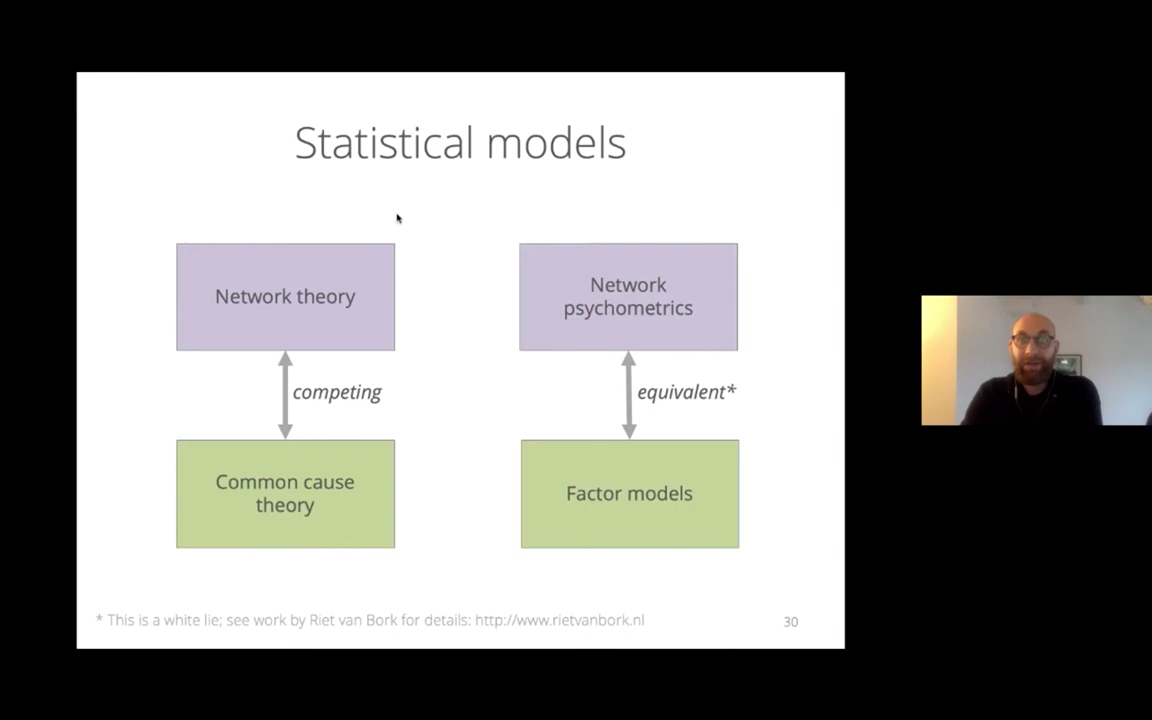 Statistical models
Network theory
Network
psychometrics
competing
equivalent*
Common cause
theory
Factor models
* This is a white lie; see work by Riet van Bork for details: http://www.rietvanbork.nl
30